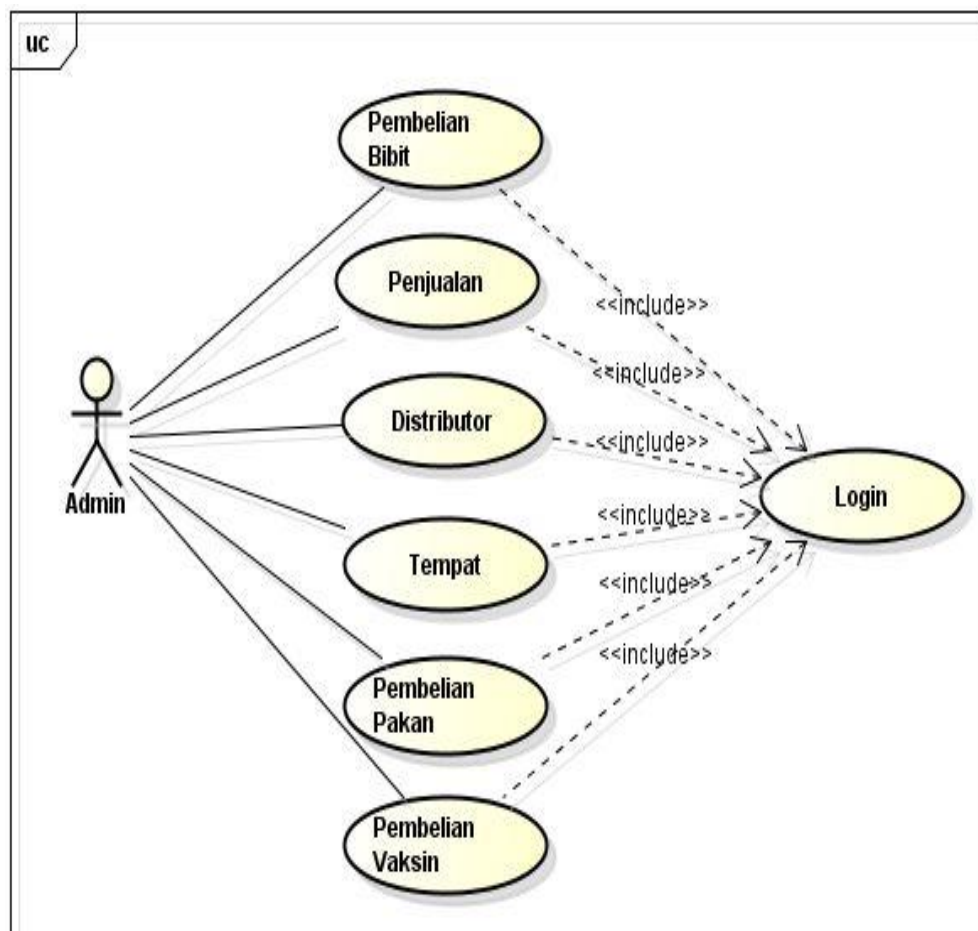 uc
Pembelian
Bibit
Penjualan
<<include>>
<<include>>
Distributor
<<include>>
Admin
Login
<<include>>
Tempat
<<include>>
<<include>>
Pembelian
Pakan
Pembelian
Vaksin